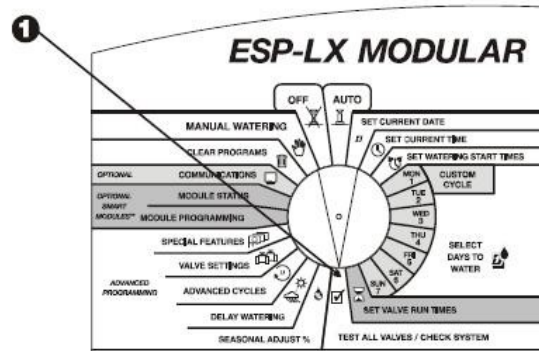 1
ESP-LX MODULAR
OFF
AUTO
MANUAL WATERING
SET CURRENT DATE
CLEAR PROGRAMS
SET CURRENT TIME
SET WATERING START TIMES
OPTIONAL
COMMUNICATIONS
MON 1
CUSTOM CYCLE
OPTIONAL SMART MODULES™
MODULE STATUS
TUE 2
MODULE PROGRAMMING
WED 3
SPECIAL FEATURES
THU 4
SELECT DAYS TO WATER
VALVE SETTINGS
FRI 5
ADVANCED PROGRAMMING
ADVANCED CYCLES
SAT 6
SUN 7
DELAY WATERING
SET VALVE RUN TIMES
SEASONAL ADJUST %
TEST ALL VALVES / CHECK SYSTEM